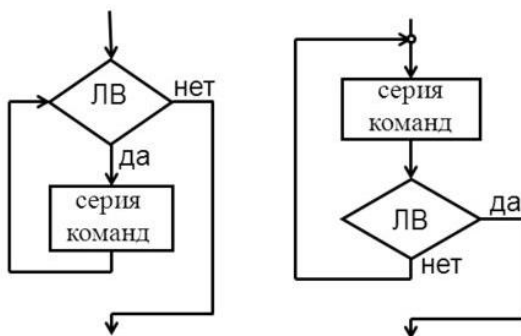 ЛВ
нет
да
серия
команд
серия
команд
ЛВ
да
нет